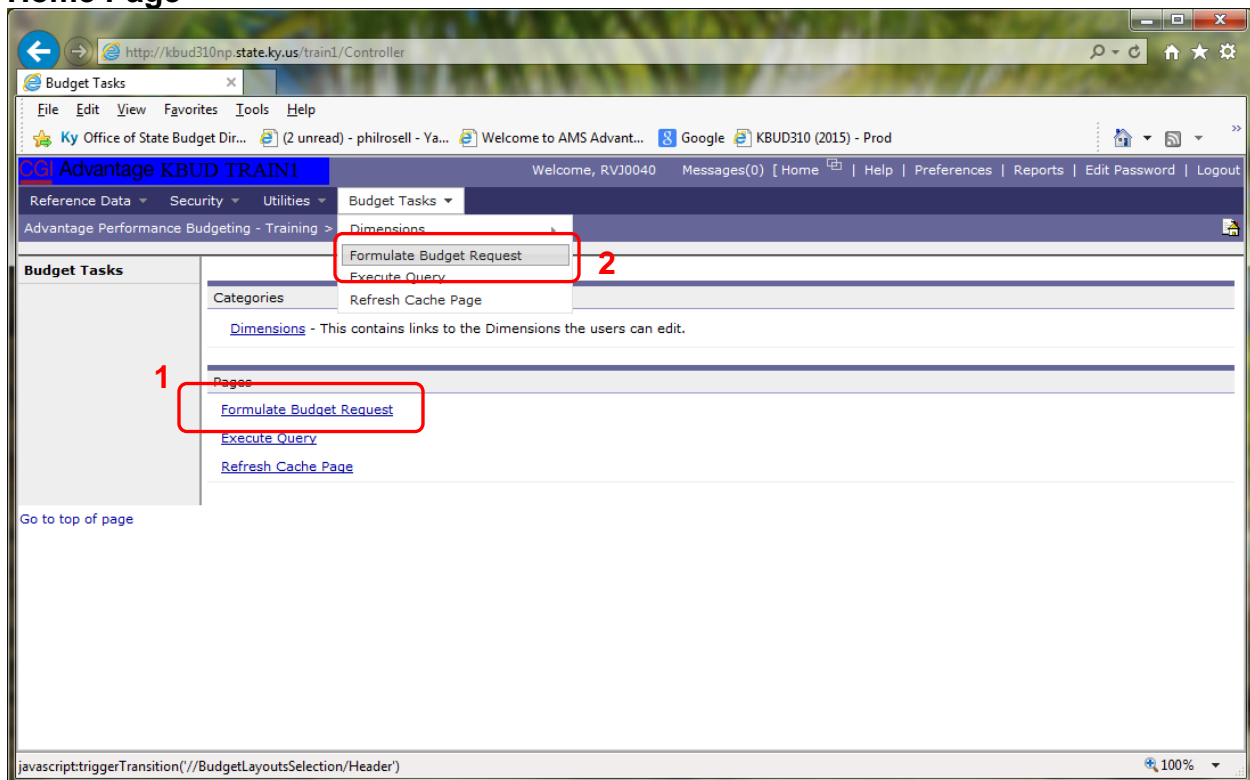 Home Page
http://kbud310np.state.ky.us/train1/Controller
Budget Tasks
File Edit View Favorites Tools Help
Ky Office of State Budget Dir... (2 unread) - philrosell - Ya... Welcome to AMS Advant... Google KBUD310 (2015) - Prod
CGI Advantage KBUD TRAIN1 Welcome, RVJ0040 Messages(0) [ Home | Help | Preferences | Reports | Edit Password | Logout
Reference Data Security Utilities Budget Tasks
Advantage Performance Budgeting - Training > Dimensions
Formulate Budget Request 2
Budget Tasks
Execute Query
Categories
Refresh Cache Page
Dimensions - This contains links to the Dimensions the users can edit.
1
Pages
Formulate Budget Request
Execute Query
Refresh Cache Page
Go to top of page
javascript:triggerTransition('//BudgetLayoutsSelection/Header') 100%